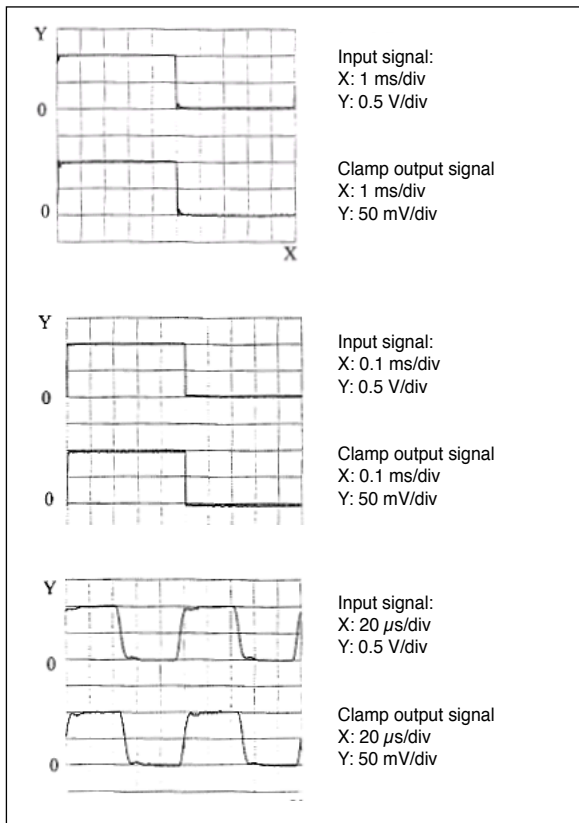 Y
Input signal:
X: 1 ms/div
Y: 0.5 V/div
0
Clamp output signal
X: 1 ms/div
Y: 50 mV/div
0
X
Y
Input signal:
X: 0.1 ms/div
Y: 0.5 V/div
0
Clamp output signal
X: 0.1 ms/div
Y: 50 mV/div
0
Y
Input signal:
X: 20 µs/div
Y: 0.5 V/div
0
Clamp output signal
X: 20 µs/div
Y: 50 mV/div
0